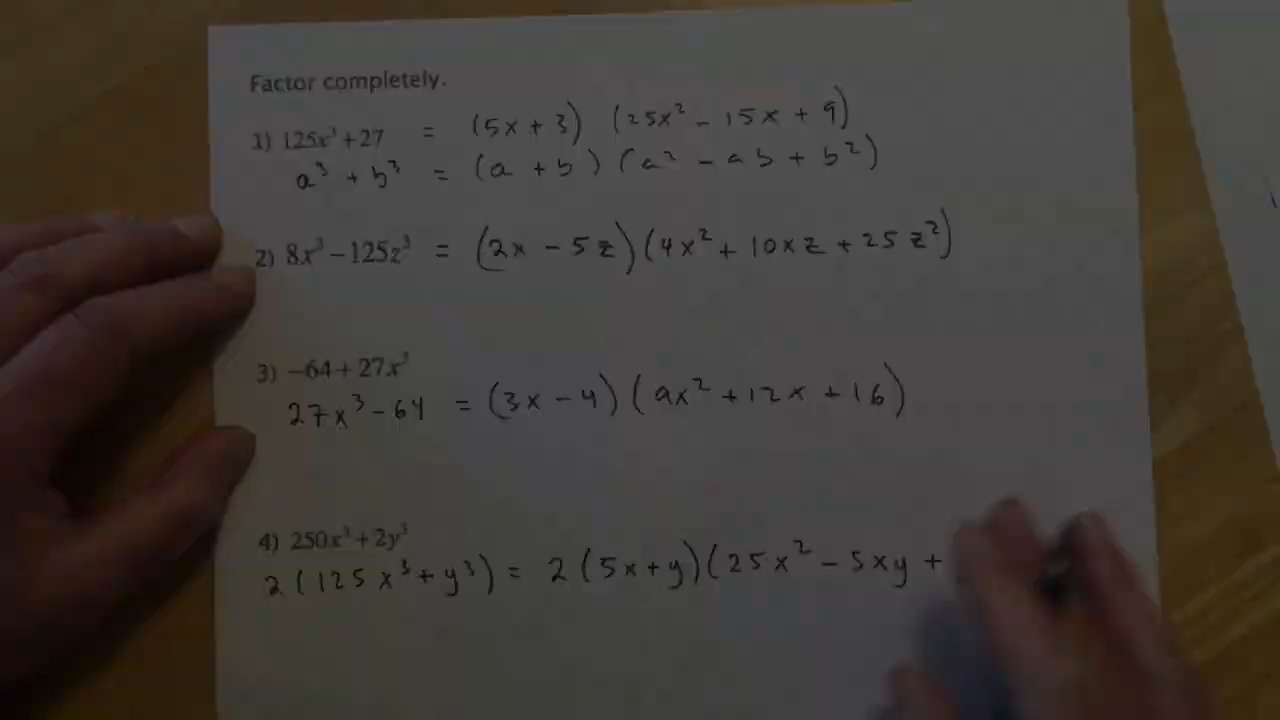 Factor completely.
1) 125x³ + 27 = (5x + 3) (25x² - 15x + 9)
a³ + b³ = (a + b) (a² - ab + b²)
2) 8x³ - 125z³ = (2x - 5z)(4x² + 10xz + 25z²)
3) -64 + 27x³
27x³ - 64 = (3x - 4)(9x² + 12x + 16)
4) 250x³ + 2y³
2(125x³ + y³) = 2(5x + y)(25x² - 5xy +